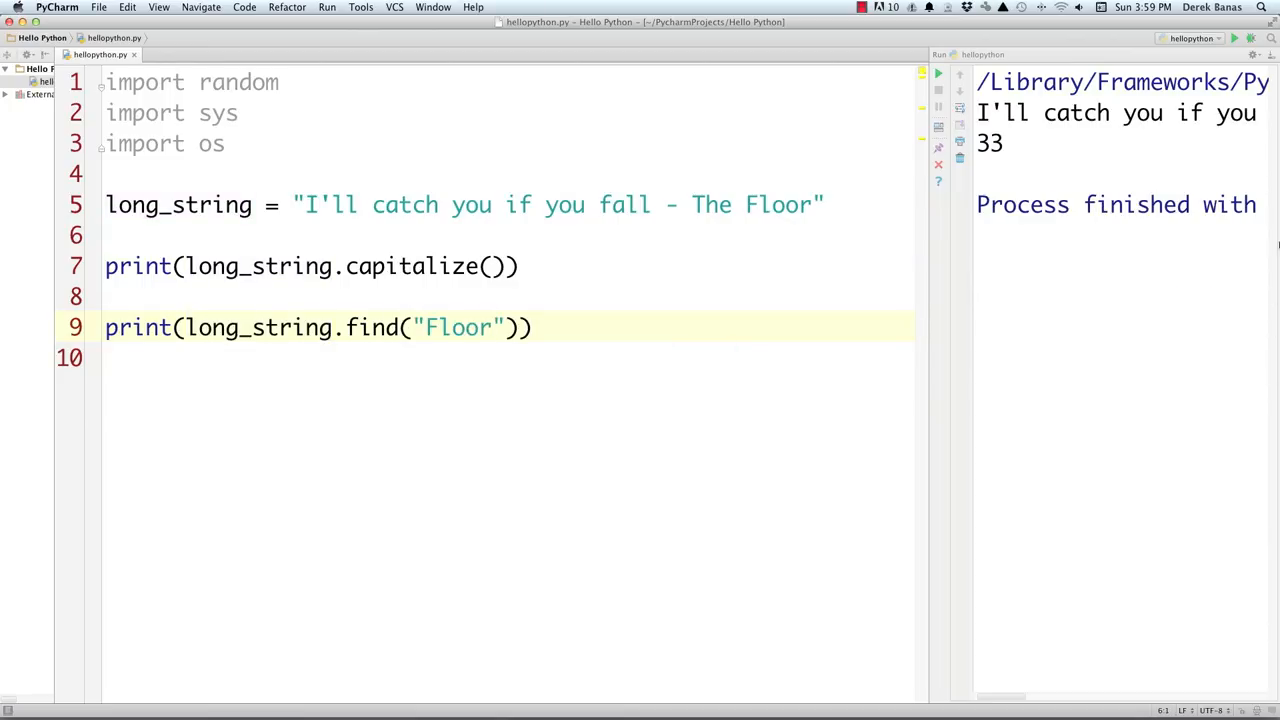 PyCharm File Edit View Navigate Code Refactor Run Tools VCS Window Help 10 Sun 3:59 PM Derek Banas
hellopython.py - Hello Python - [~/PycharmProjects/Hello Python]
Hello Python hellopython.py hellopython
hellopython.py Run hellopython
Hello P
hello
Externa
1 import random
2 import sys
3 import os
4
5 long_string = "I'll catch you if you fall - The Floor"
6
7 print(long_string.capitalize())
8
9 print(long_string.find("Floor"))
10
/Library/Frameworks/Py
I'll catch you if you
33
Process finished with
6:1 LF UTF-8